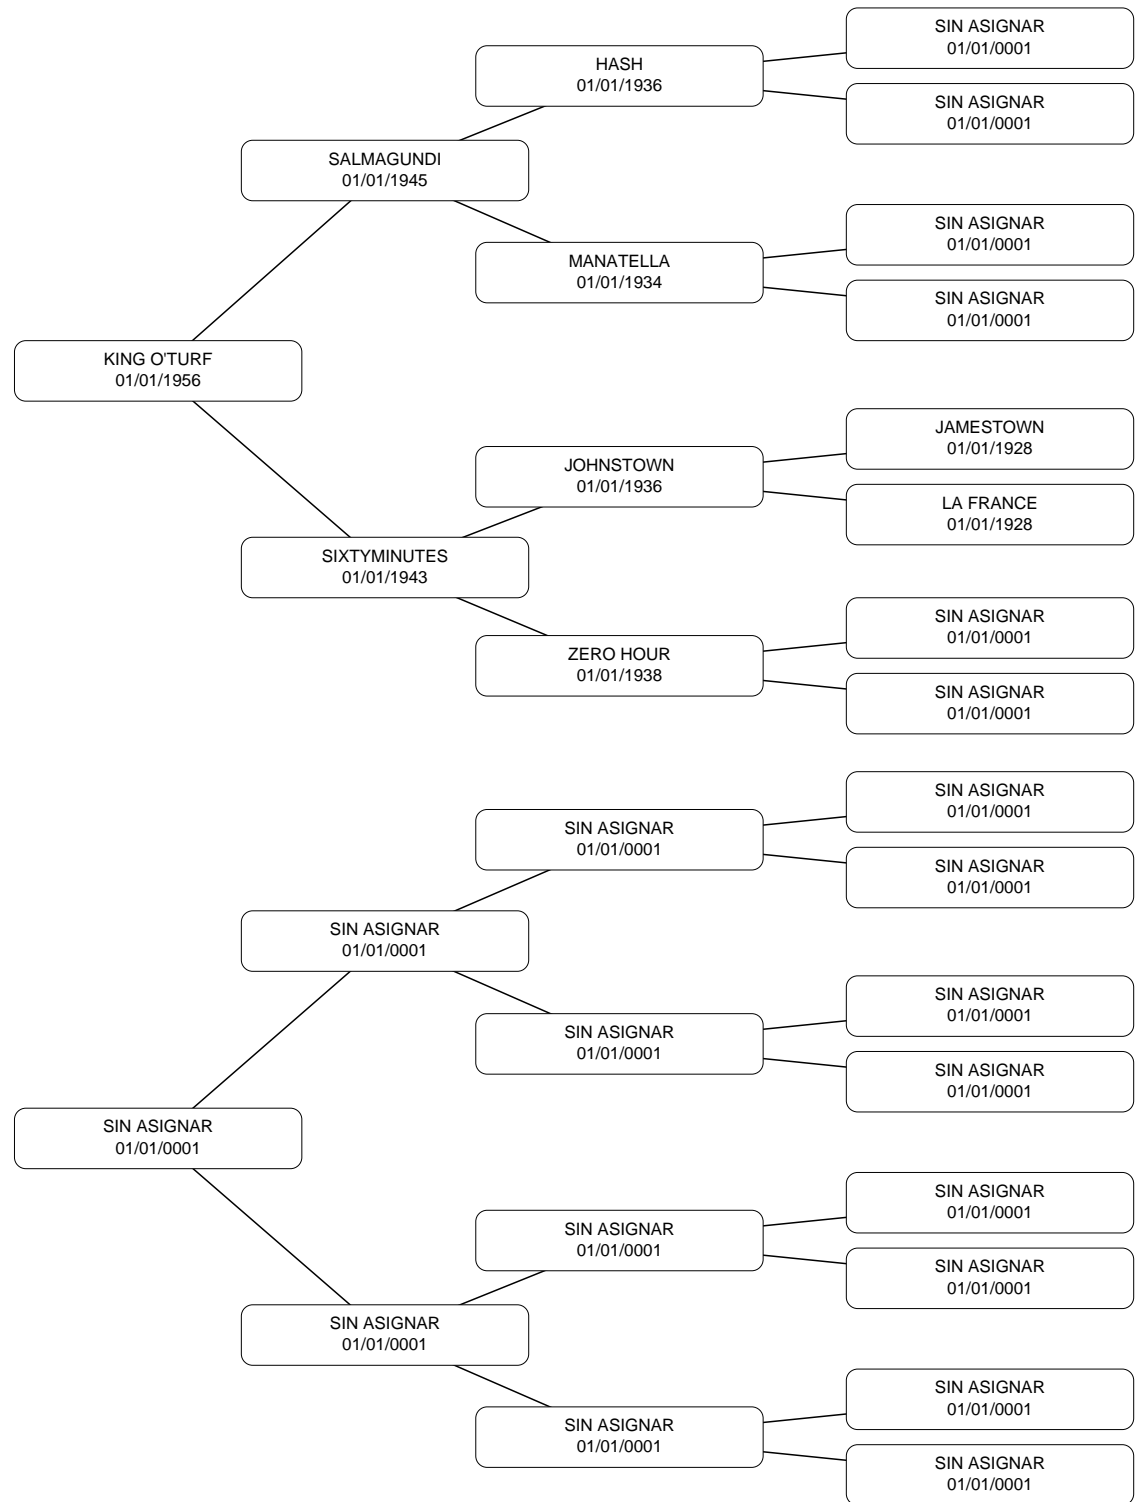 SIN ASIGNAR
01/01/0001
HASH
01/01/1936
SIN ASIGNAR
01/01/0001
SALMAGUNDI
01/01/1945
SIN ASIGNAR
01/01/0001
MANATELLA
01/01/1934
SIN ASIGNAR
01/01/0001
KING O'TURF
01/01/1956
JAMESTOWN
01/01/1928
JOHNSTOWN
01/01/1936
LA FRANCE
01/01/1928
SIXTYMINUTES
01/01/1943
SIN ASIGNAR
01/01/0001
ZERO HOUR
01/01/1938
SIN ASIGNAR
01/01/0001
SIN ASIGNAR
01/01/0001
SIN ASIGNAR
01/01/0001
SIN ASIGNAR
01/01/0001
SIN ASIGNAR
01/01/0001
SIN ASIGNAR
01/01/0001
SIN ASIGNAR
01/01/0001
SIN ASIGNAR
01/01/0001
SIN ASIGNAR
01/01/0001
SIN ASIGNAR
01/01/0001
SIN ASIGNAR
01/01/0001
SIN ASIGNAR
01/01/0001
SIN ASIGNAR
01/01/0001
SIN ASIGNAR
01/01/0001
SIN ASIGNAR
01/01/0001
SIN ASIGNAR
01/01/0001